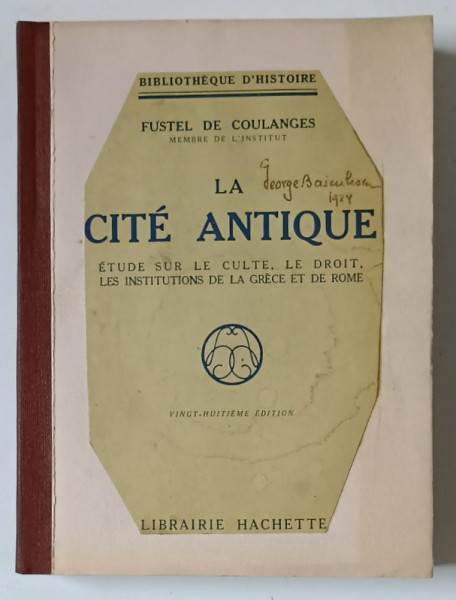 BIBLIOTHÈQUE D'HISTOIRE
FUSTEL DE COULANGES
MEMBRE DE L'INSTITUT
George
LA
CITÉ ANTIQUE
ÉTUDE SUR LE CULTE, LE DROIT,
LES INSTITUTIONS DE LA GRÈCE ET DE ROME
VINGT-HUITIÈME ÉDITION
LIBRAIRIE HACHETTE